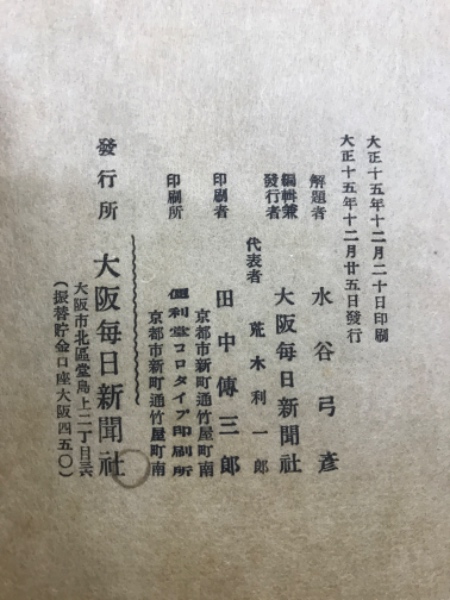 大正十五年十二月二十日印刷
大正十五年十二月廿五日發行
解題者 水谷弓彥
編輯兼發行者 大阪每日新聞社
代表者 荒木利一郎
印刷者 田中傳三郎
京都市新町通竹屋町南
印刷所 便利堂コロタイプ印刷所
京都市新町通竹屋町南
發行所 大阪每日新聞社
大阪市北區堂島上二丁目三六
(振替貯金口座大阪四五〇)